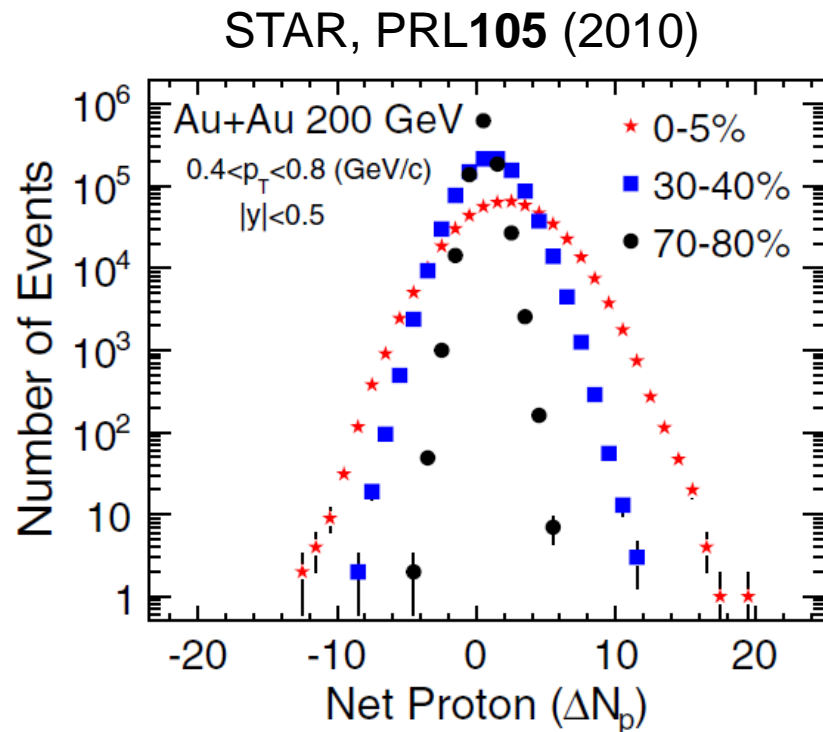 STAR, PRL105 (2010)
Au+Au 200 GeV
0.4<p_T<0.8 (GeV/c)
|y|<0.5
0-5%
30-40%
70-80%
Number of Events
10^6
10^5
10^4
10^3
10^2
10
1
-20 -10 0 10 20
Net Proton (ΔN_p)